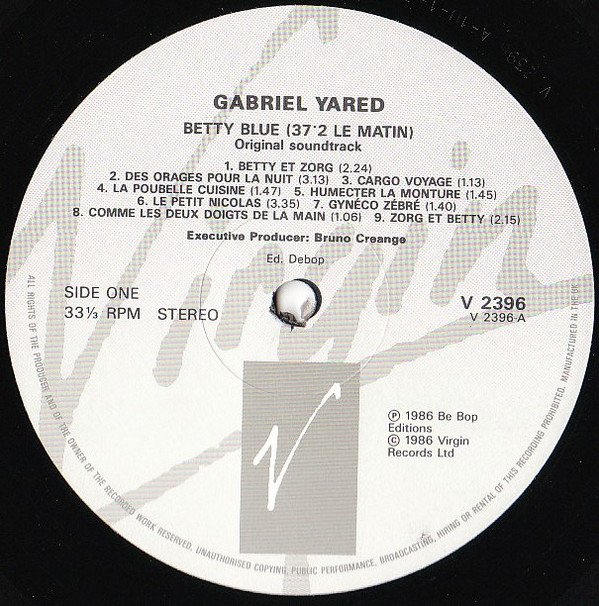 GABRIEL YARED
BETTY BLUE (37°2 LE MATIN)
Original soundtrack
1. BETTY ET ZORG (2.24)
2. DES ORAGES POUR LA NUIT (3.13) 3. CARGO VOYAGE (1.13)
4. LA POUBELLE CUISINE (1.47) 5. HUMECTER LA MONTURE (1.45)
6. LE PETIT NICOLAS (3.35) 7. GYNÉCO ZÉBRÉ (1.40)
8. COMME LES DEUX DOIGTS DE LA MAIN (1.06) 9. ZORG ET BETTY (2.15)
Executive Producer: Bruno Creange
Ed. Debop
SIDE ONE
33⅓ RPM STEREO
V 2396
V 2396-A
Virgin
V
℗ 1986 Be Bop
Editions
© 1986 Virgin
Records Ltd
ALL RIGHTS OF THE PRODUCER AND OF THE OWNER OF THE RECORDED WORK RESERVED. UNAUTHORISED COPYING, PUBLIC PERFORMANCE, BROADCASTING, HIRING OR RENTAL OF THIS RECORDING PROHIBITED. MANUFACTURED IN THE UK